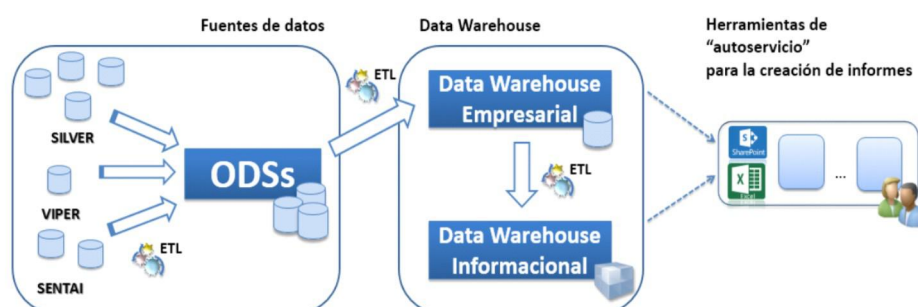 Fuentes de datos
SILVER
VIPER
SENTAI
ETL
ODSs
ETL
Data Warehouse
Data Warehouse
Empresarial
ETL
Data Warehouse
Informacional
Herramientas de
“autoservicio”
para la creación de informes
S
SharePoint
X
Excel
...